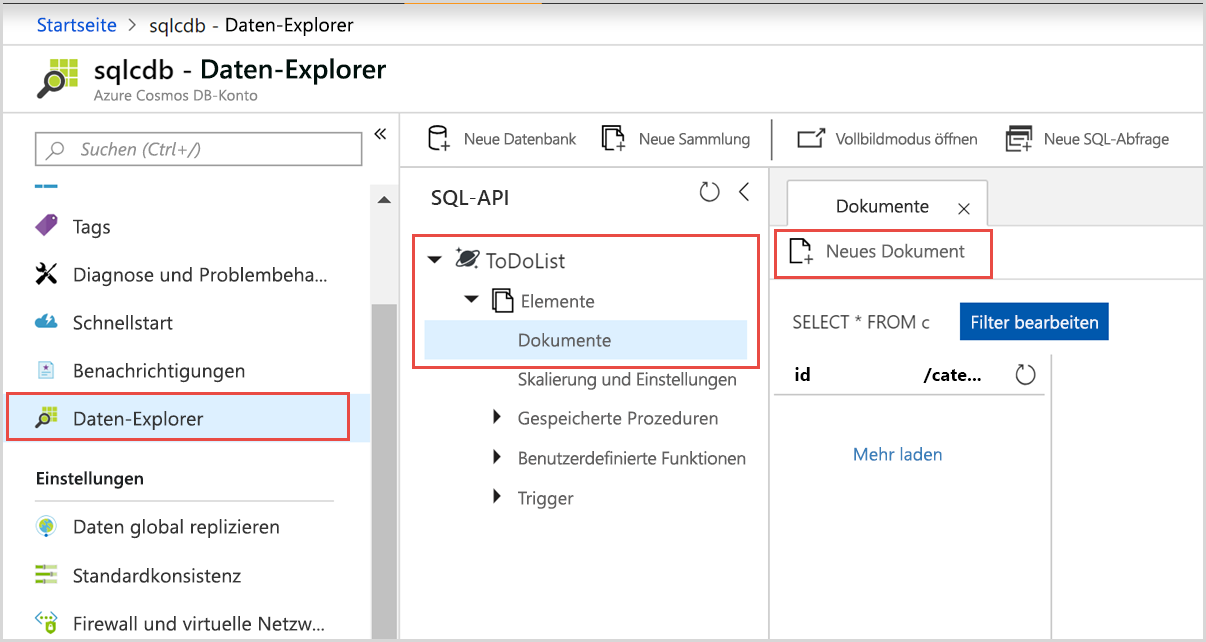 Startseite > sqlcdb - Daten-Explorer
sqlcdb - Daten-Explorer
Azure Cosmos DB-Konto
Suchen (Ctrl+/)
«
Tags
Diagnose und Problembeha...
Schnellstart
Benachrichtigungen
Daten-Explorer
Einstellungen
Daten global replizieren
Standardkonsistenz
Firewall und virtuelle Netzw...
Neue Datenbank Neue Sammlung Vollbildmodus öffnen Neue SQL-Abfrage
SQL-API
ToDoList
Elemente
Dokumente
Skalierung und Einstellungen
Gespeicherte Prozeduren
Benutzerdefinierte Funktionen
Trigger
Dokumente
Neues Dokument
SELECT * FROM c Filter bearbeiten
id /cate...
Mehr laden